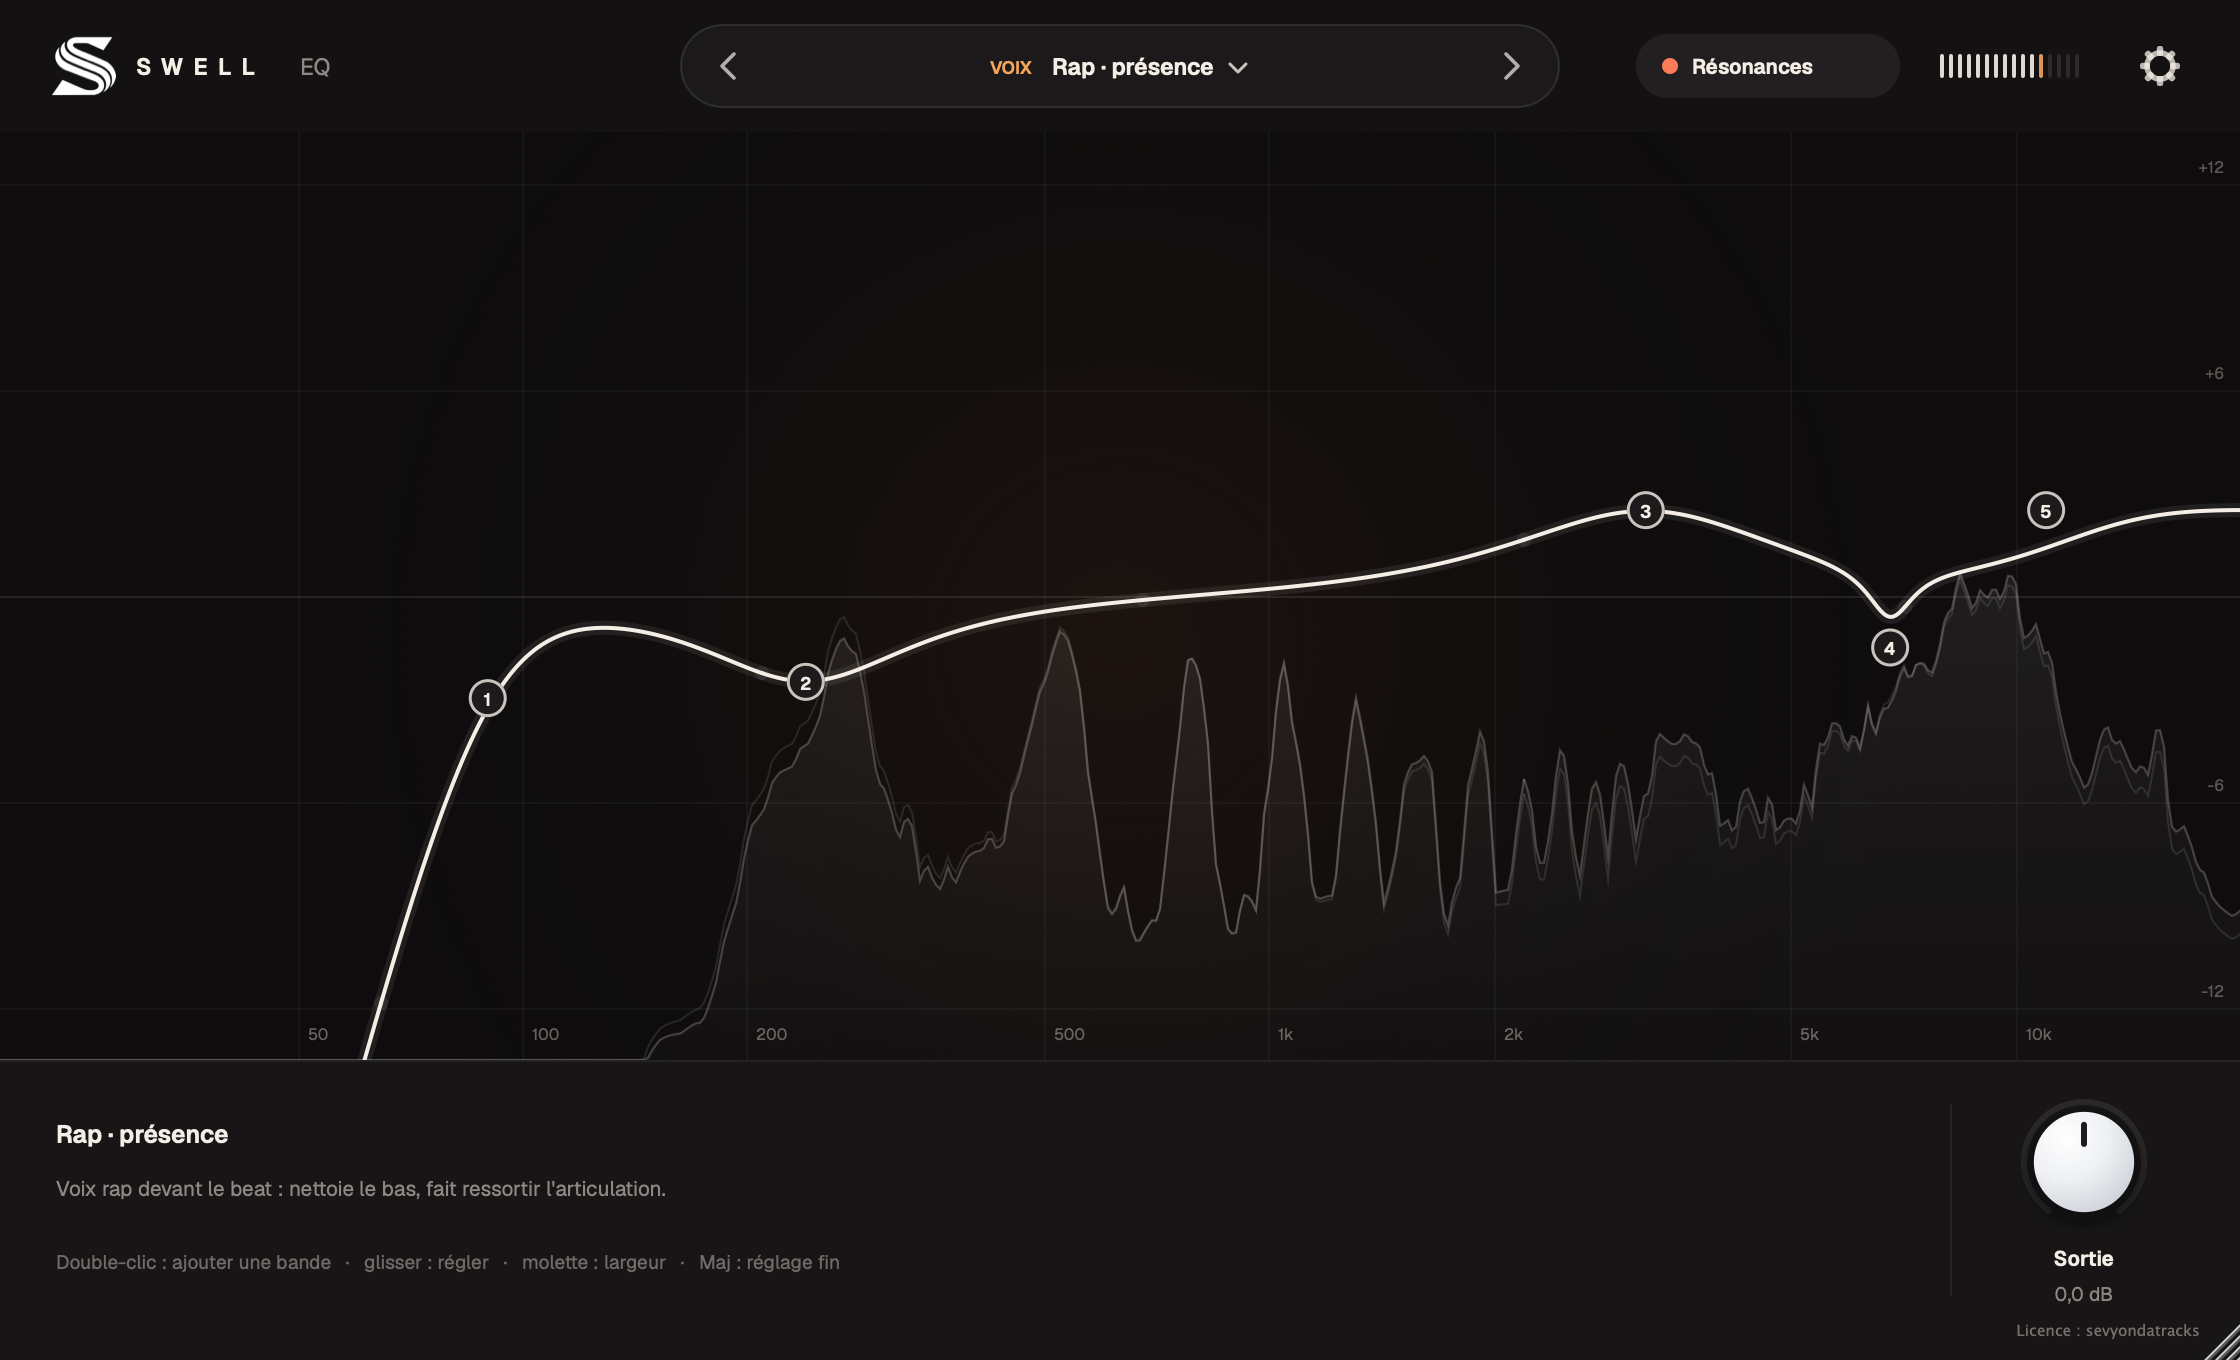 SWELL EQ
VOIX Rap · présence
Résonances
+12
+6
-6
-12
50 100 200 500 1k 2k 5k 10k
1
2
3
4
5
Rap · présence
Voix rap devant le beat : nettoie le bas, fait ressortir l'articulation.
Double-clic : ajouter une bande · glisser : régler · molette : largeur · Maj : réglage fin
Sortie
0,0 dB
Licence : sevyondatracks